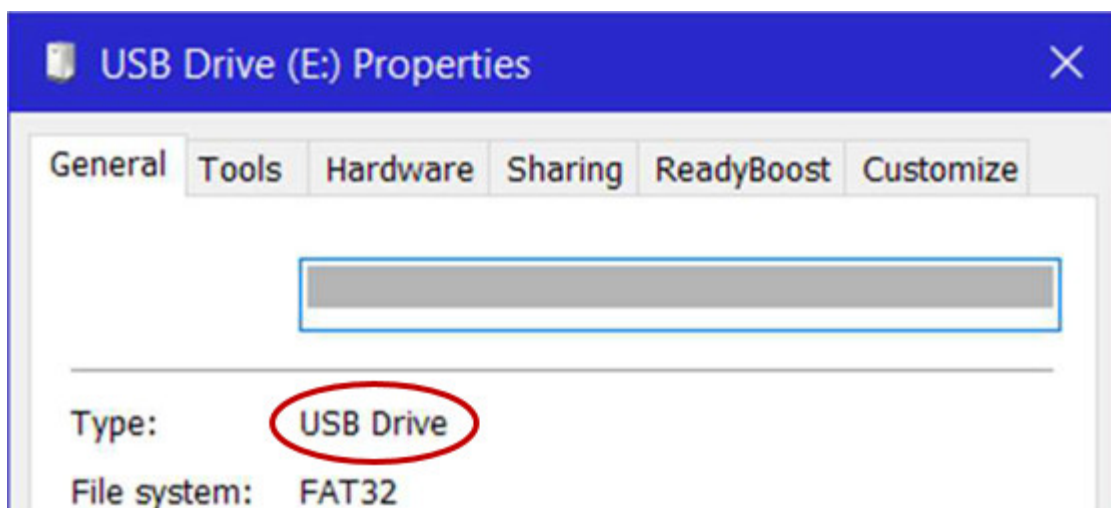 USB Drive (E:) Properties
General Tools Hardware Sharing ReadyBoost Customize
Type: USB Drive
File system: FAT32